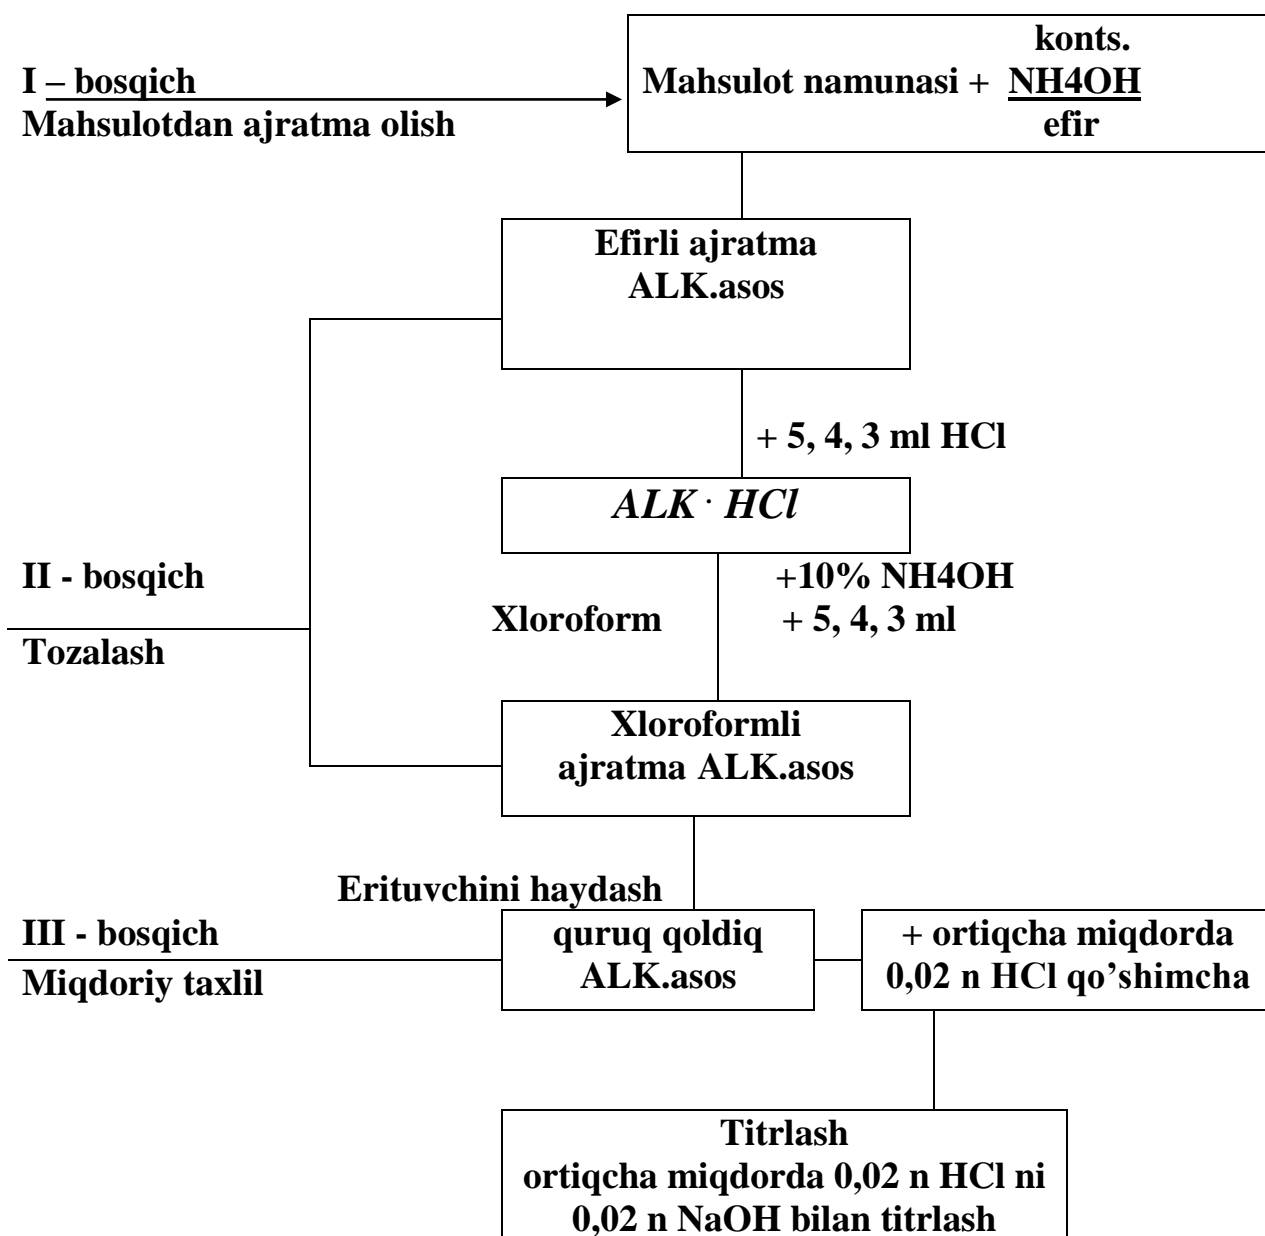 konts.
I – bosqich
Mahsulot namunasi + NH4OH
Mahsulotdan ajratma olish
efir
Efirli ajratma
ALK.asos
+ 5, 4, 3 ml HCl
ALK · HCl
II - bosqich
+10% NH4OH
Xloroform
+ 5, 4, 3 ml
Tozalash
Xloroformli
ajratma ALK.asos
Erituvchini haydash
III - bosqich
quruq qoldiq
+ ortiqcha miqdorda
Miqdoriy taxlil
ALK.asos
0,02 n HCl qo’shimcha
Titrlash
ortiqcha miqdorda 0,02 n HCl ni
0,02 n NaOH bilan titrlash